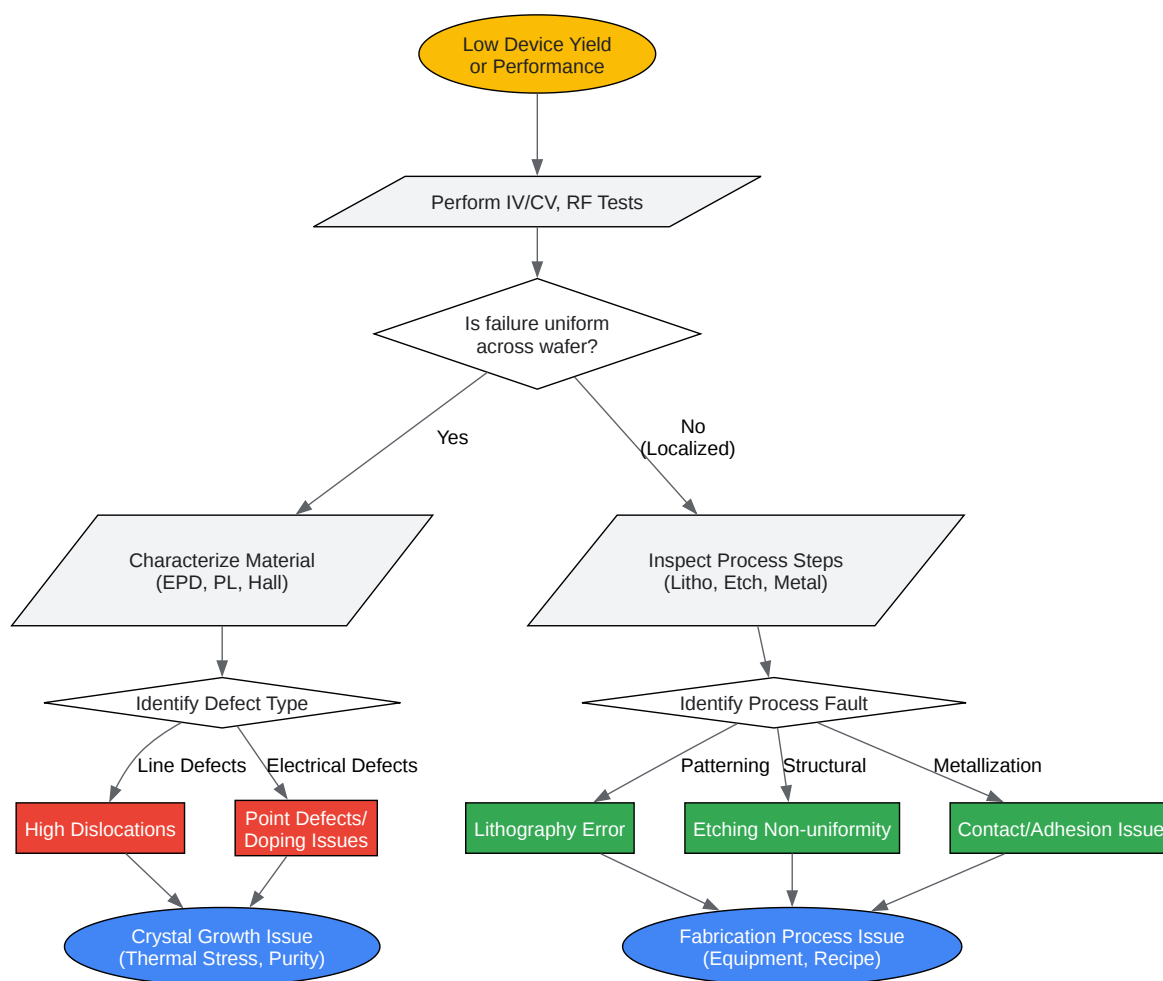 Low Device Yield
or Performance
Perform IV/CV, RF Tests
Is failure uniform
across wafer?
Yes
No
(Localized)
Characterize Material
(EPD, PL, Hall)
Inspect Process Steps
(Litho, Etch, Metal)
Identify Defect Type
Identify Process Fault
Line Defects
Electrical Defects
Patterning
Structural
Metallization
High Dislocations
Point Defects/
Doping Issues
Lithography Error
Etching Non-uniformity
Contact/Adhesion Issue
Crystal Growth Issue
(Thermal Stress, Purity)
Fabrication Process Issue
(Equipment, Recipe)